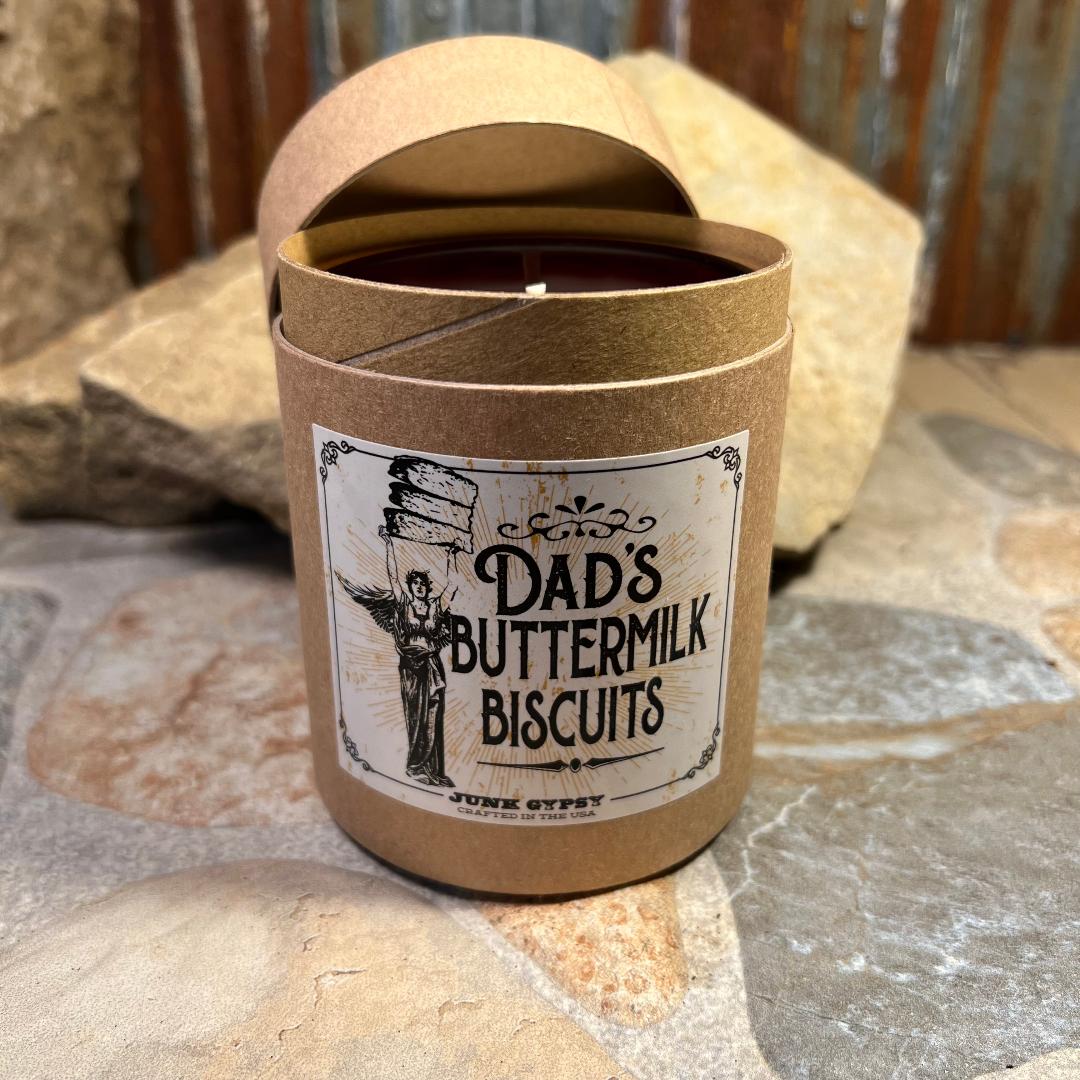 DAD'S
BUTTERMILK
BISCUITS
JUNK GYPSY
CRAFTED IN THE USA